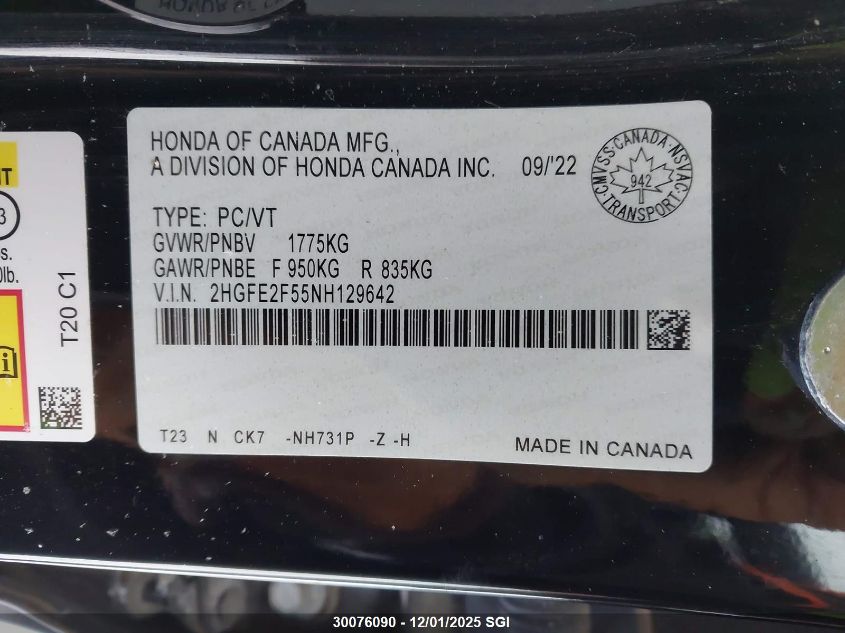 HONDA OF CANADA MFG.,
A DIVISION OF HONDA CANADA INC. 09/'22
CMVSS·CANADA·NSVAC
942
TRANSPORT
TYPE: PC/VT
GVWR/PNBV 1775KG
GAWR/PNBE F 950KG R 835KG
V.I.N. 2HGFE2F55NH129642
T23 N CK7 -NH731P -Z -H
MADE IN CANADA
T20 C1
lb.
30076090 - 12/01/2025 SGI